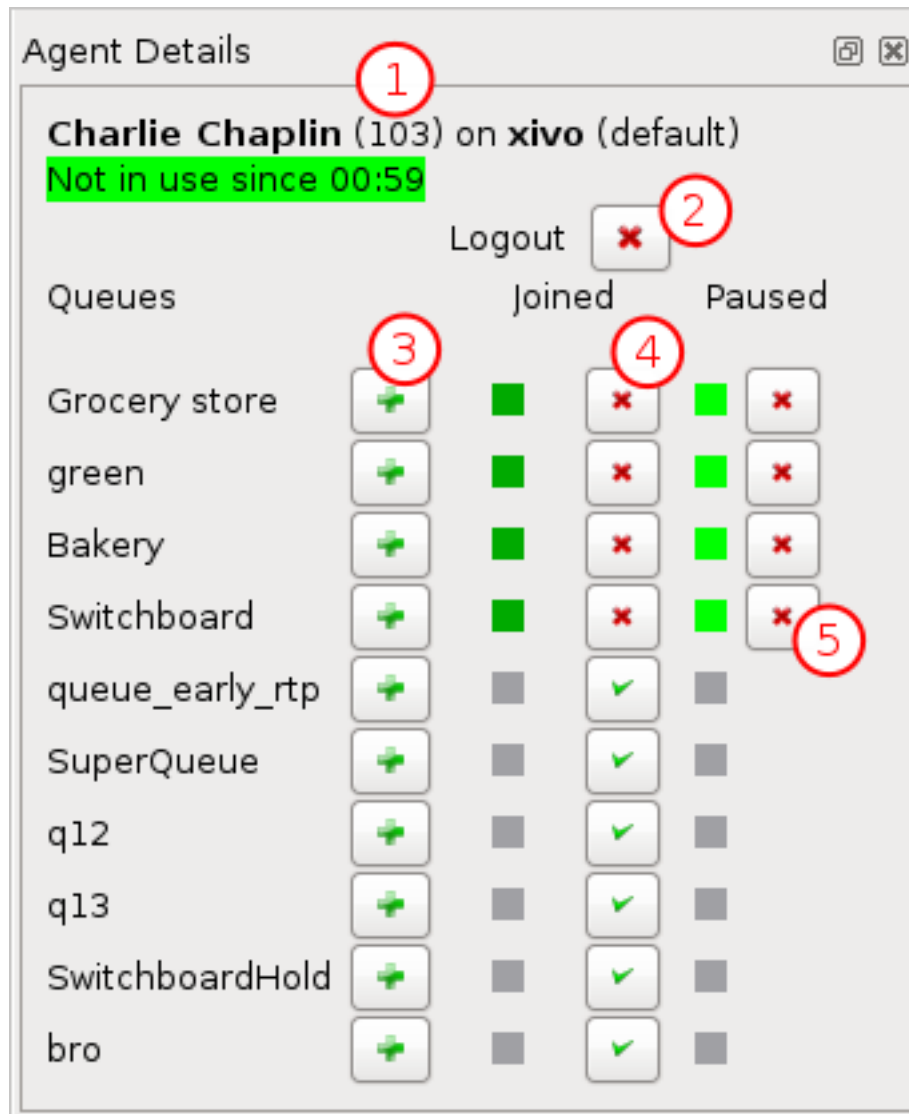 Agent Details
1
Charlie Chaplin (103) on xivo (default)
Not in use since 00:59
Logout
2
Queues Joined Paused
3 4
Grocery store
green
Bakery
Switchboard
5
queue_early_rtp
SuperQueue
q12
q13
SwitchboardHold
bro